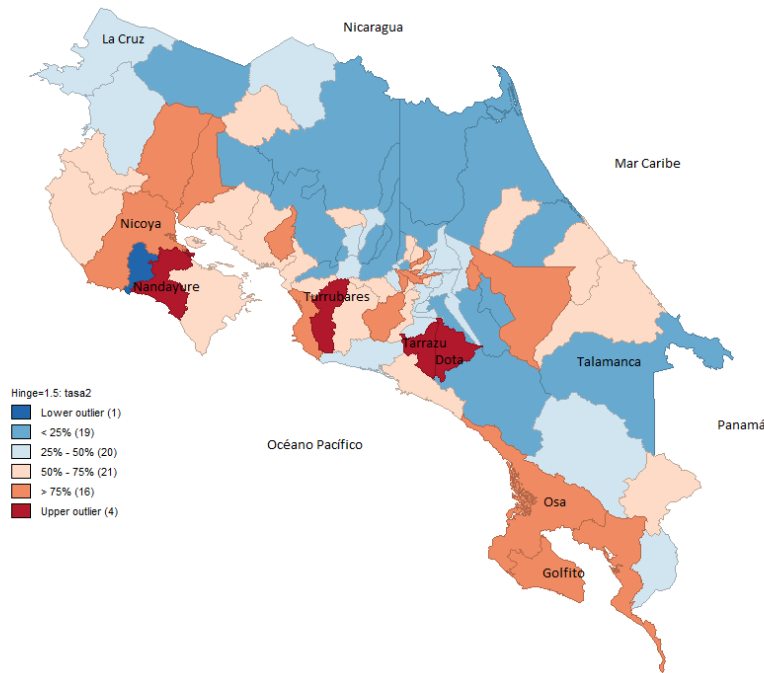 Nicaragua
La Cruz
Mar Caribe
Nicoya
Nandayure
Turrubares
Tarrazu
Dota
Talamanca
Hinge=1.5: tasa2
Lower outlier (1)
< 25% (19)
25% - 50% (20)
50% - 75% (21)
> 75% (16)
Upper outlier (4)
Panamá
Océano Pacífico
Osa
Golfito